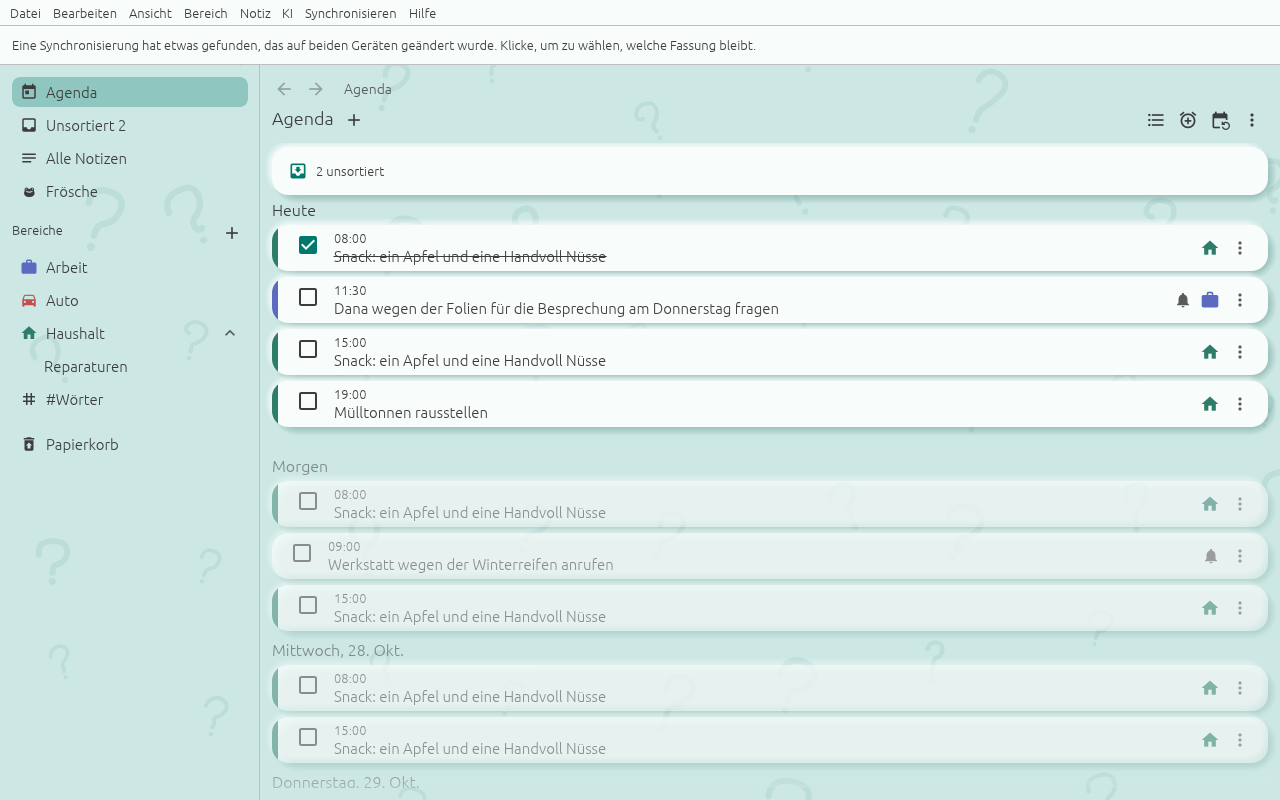 Datei Bearbeiten Ansicht Bereich Notiz KI Synchronisieren Hilfe
Eine Synchronisierung hat etwas gefunden, das auf beiden Geräten geändert wurde. Klicke, um zu wählen, welche Fassung bleibt.
Agenda
Unsortiert 2
Alle Notizen
Frösche
Bereiche
Arbeit
Auto
Haushalt
Reparaturen
#Wörter
Papierkorb
Agenda
Agenda
2 unsortiert
Heute
08:00
Snack: ein Apfel und eine Handvoll Nüsse
11:30
Dana wegen der Folien für die Besprechung am Donnerstag fragen
15:00
Snack: ein Apfel und eine Handvoll Nüsse
19:00
Mülltonnen rausstellen
Morgen
08:00
Snack: ein Apfel und eine Handvoll Nüsse
09:00
Werkstatt wegen der Winterreifen anrufen
15:00
Snack: ein Apfel und eine Handvoll Nüsse
Mittwoch, 28. Okt.
08:00
Snack: ein Apfel und eine Handvoll Nüsse
15:00
Snack: ein Apfel und eine Handvoll Nüsse
Donnerstag, 29. Okt.